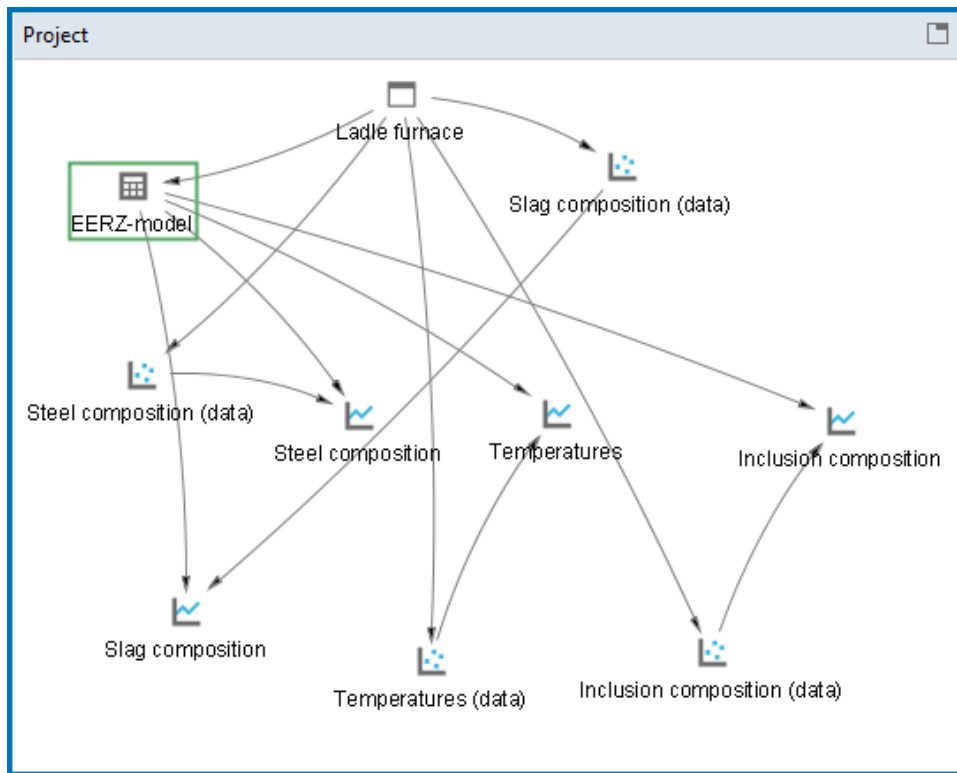 Project
Ladle furnace
Slag composition (data)
EERZ-model
Steel composition (data)
Steel composition
Temperatures
Inclusion composition
Slag composition
Temperatures (data)
Inclusion composition (data)